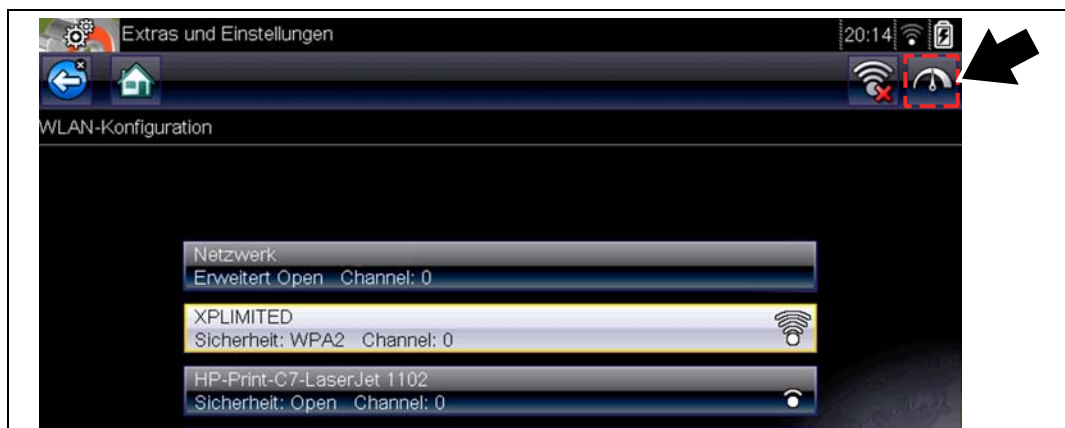 Extras und Einstellungen 20:14
WLAN-Konfiguration
Netzwerk
Erweitert Open Channel: 0
XPLIMITED
Sicherheit: WPA2 Channel: 0
HP-Print-C7-LaserJet 1102
Sicherheit: Open Channel: 0